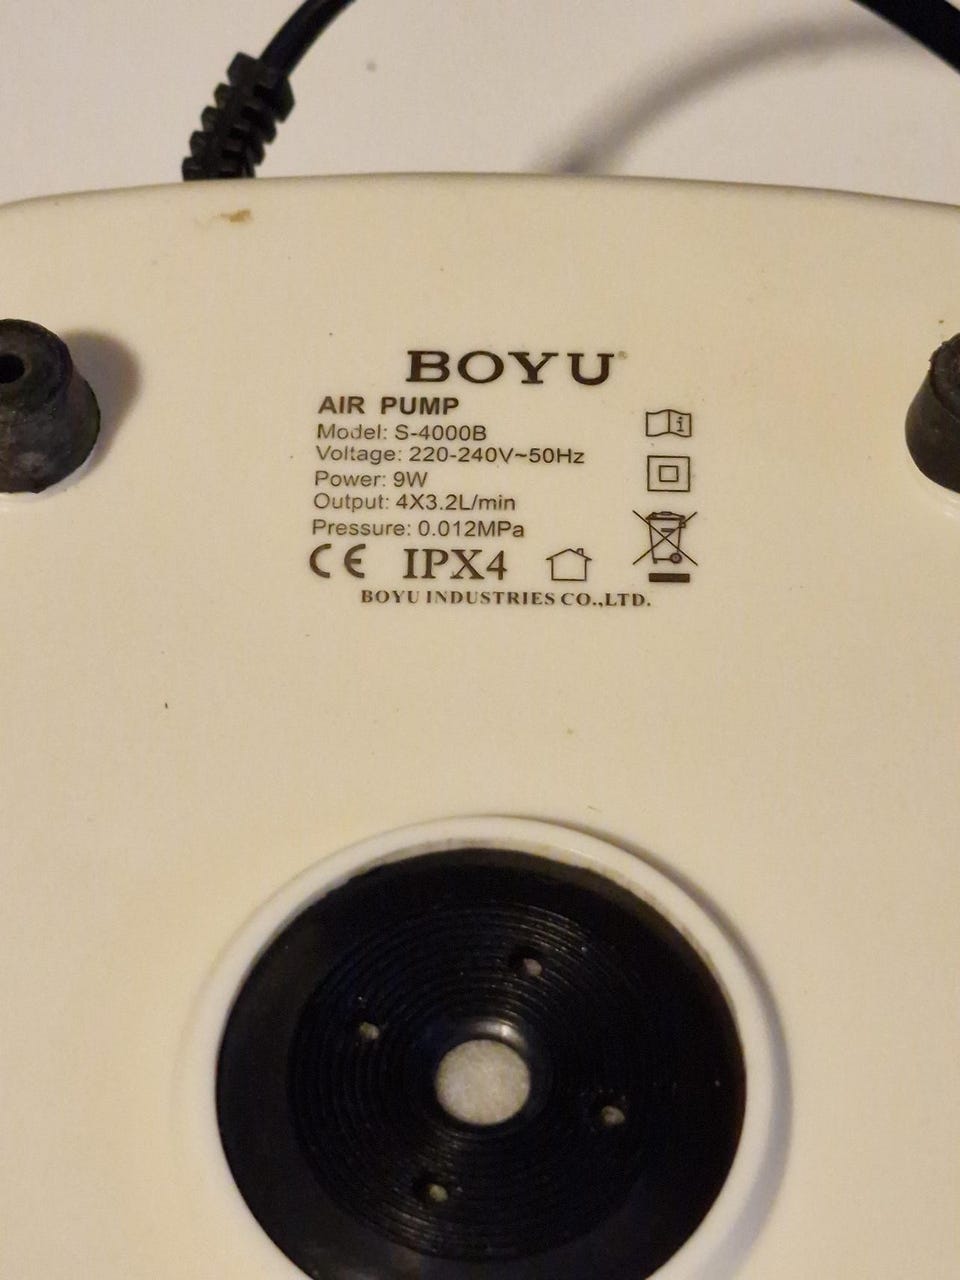 BOYU®
AIR PUMP
Model: S-4000B
Voltage: 220-240V~50Hz
Power: 9W
Output: 4X3.2L/min
Pressure: 0.012MPa
CE IPX4
BOYU INDUSTRIES CO.,LTD.